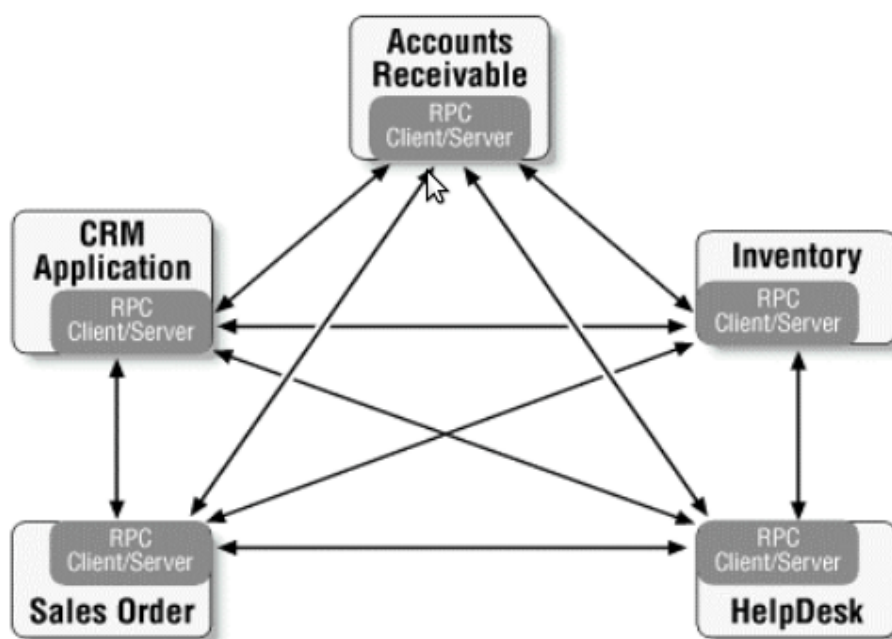 Accounts
Receivable
RPC
Client/Server
CRM
Application
RPC
Client/Server
Inventory
RPC
Client/Server
RPC
Client/Server
Sales Order
RPC
Client/Server
HelpDesk